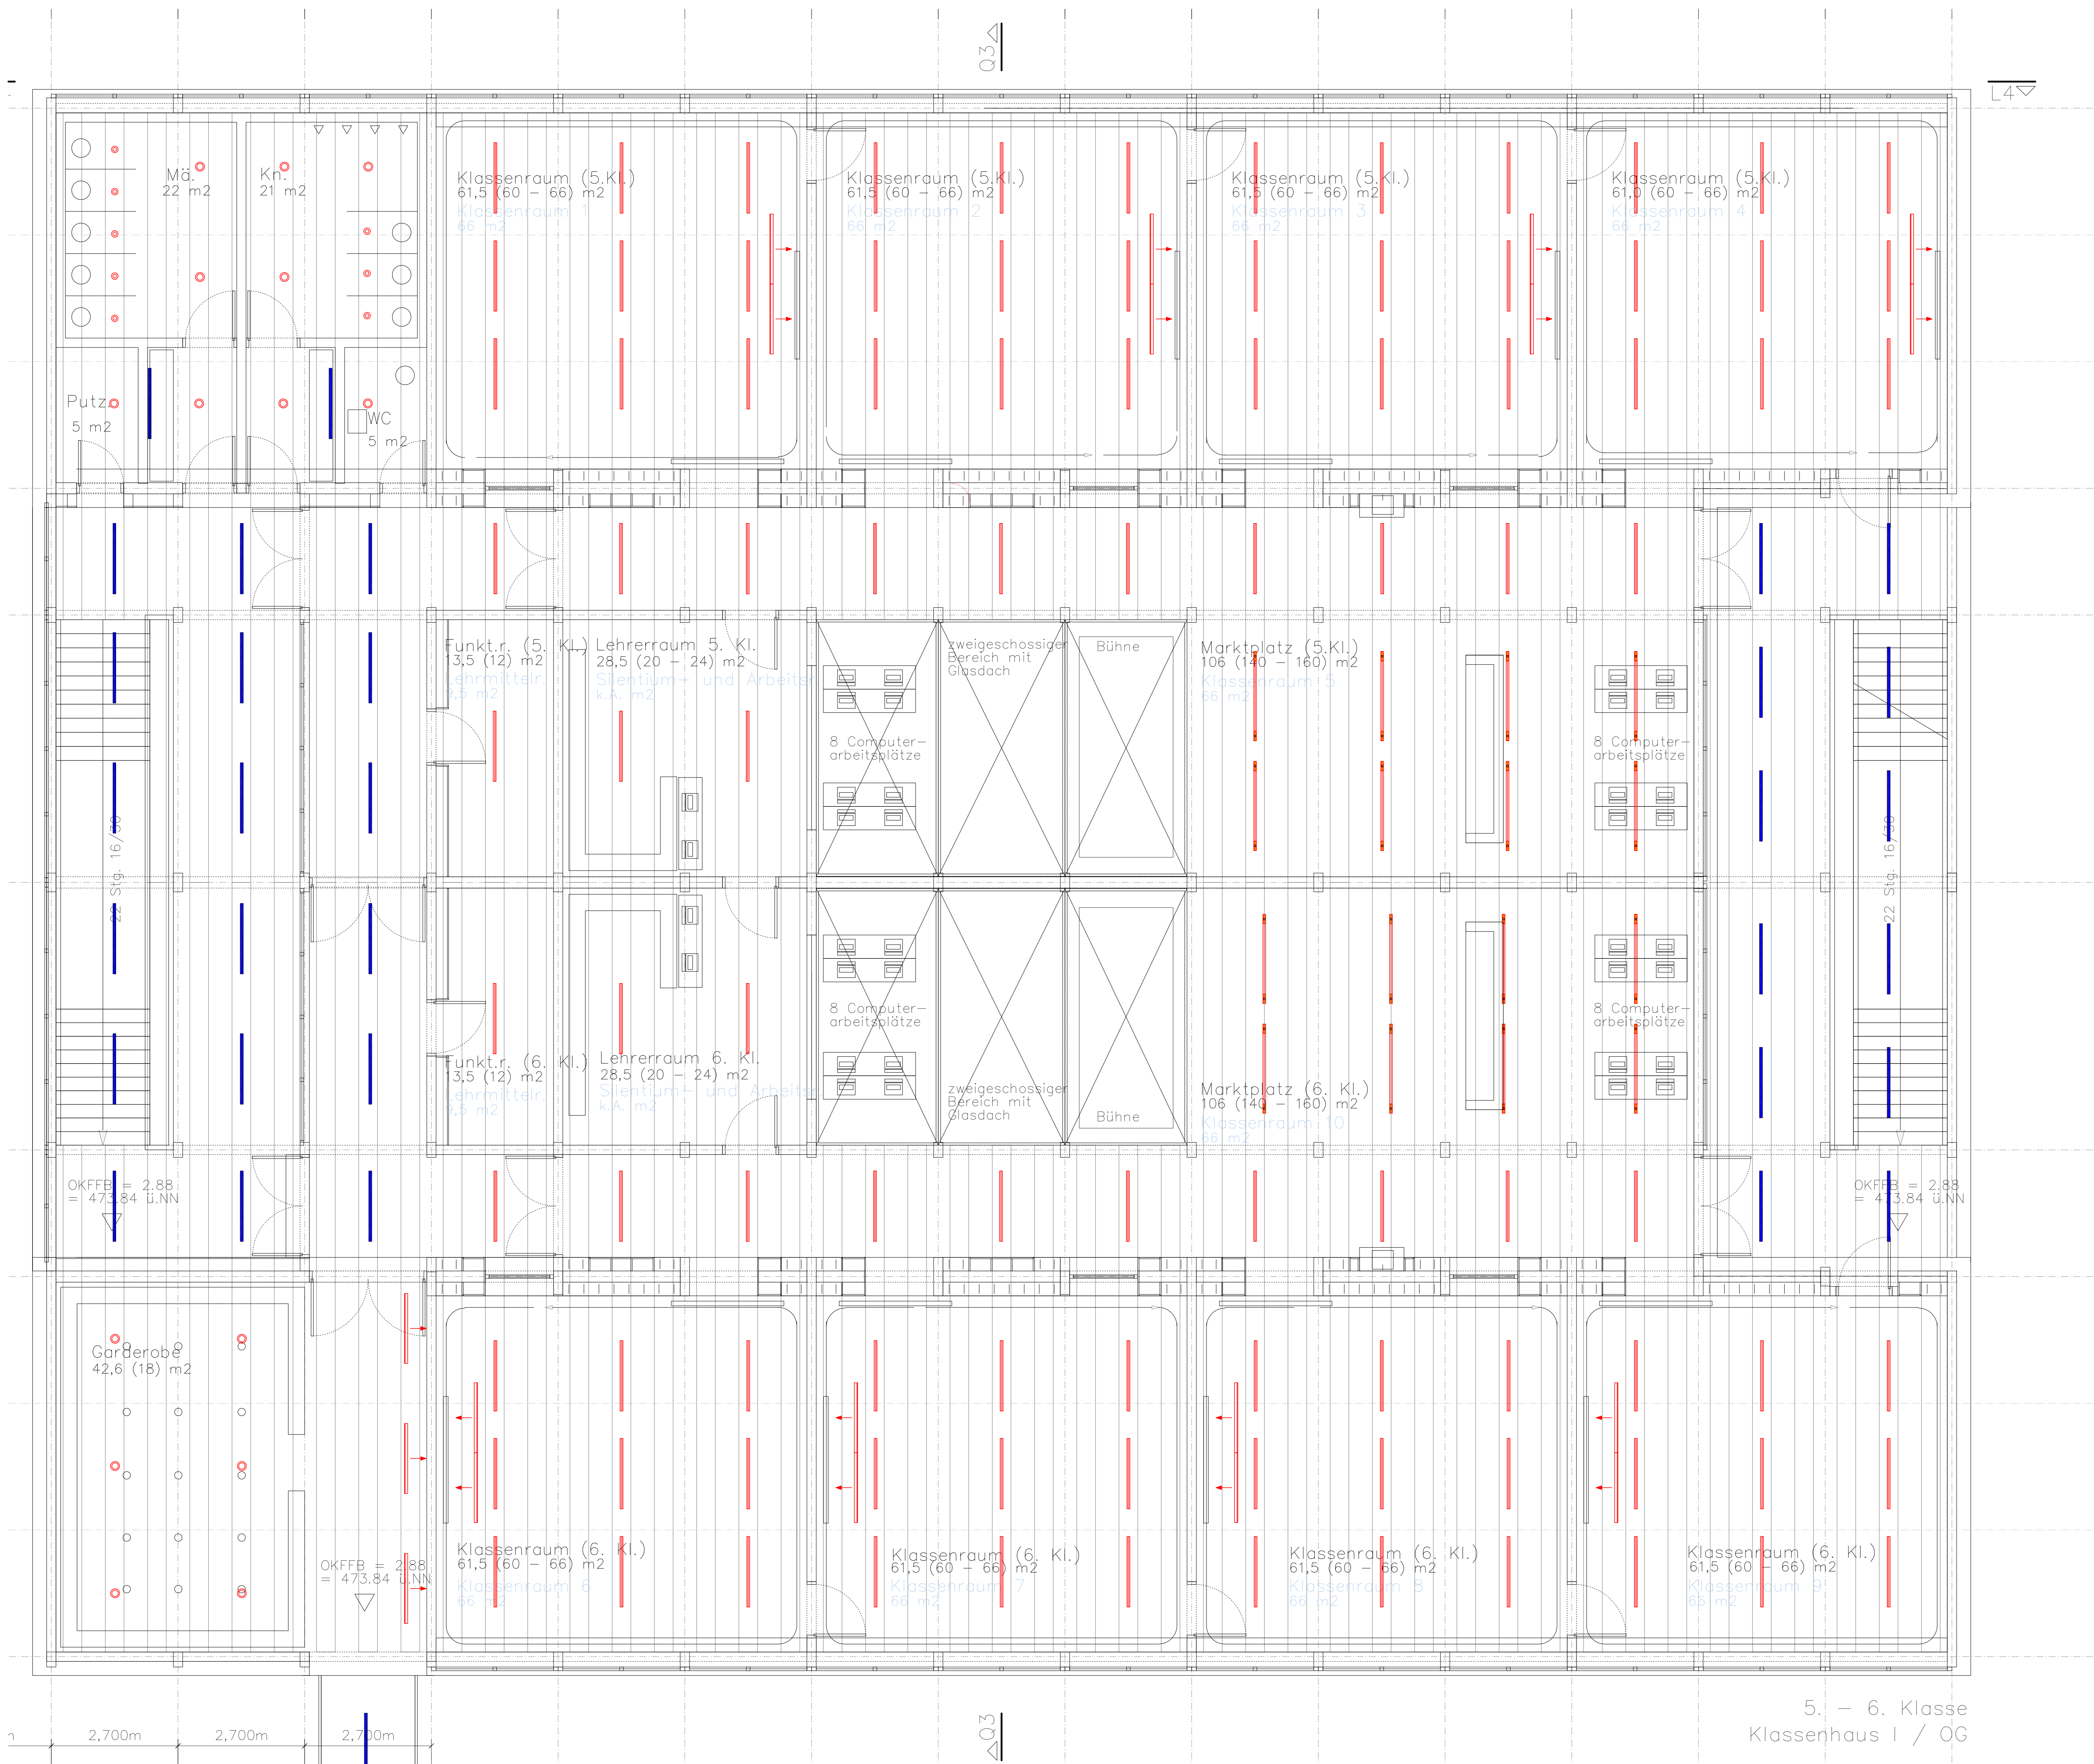 Q3
L4
Mä.
22 m2
Kn.
21 m2
Klassenraum (5.Kl.)
61,5 (60 – 66) m2
Klassenraum 1
66 m2
Klassenraum (5.Kl.)
61,5 (60 – 66) m2
Klassenraum 2
66 m2
Klassenraum (5.Kl.)
61,5 (60 – 66) m2
Klassenraum 3
66 m2
Klassenraum (5.Kl.)
61,0 (60 – 66) m2
Klassenraum 4
66 m2
Putz.
5 m2
WC
5 m2
Funkt.r. (5. Kl.)
13,5 (12) m2
Lehrmittelr.
9,5 m2
Lehrerraum 5. Kl.
28,5 (20 – 24) m2
Silentium+ und Arbeitsr
k.A. m2
zweigeschossiger
Bereich mit
Glasdach
Bühne
Marktplatz (5.Kl.)
106 (140 – 160) m2
Klassenraum 5
66 m2
8 Computer–
arbeitsplätze
8 Computer–
arbeitsplätze
22 Stg. 16/30
22 Stg. 16/30
8 Computer–
arbeitsplätze
8 Computer–
arbeitsplätze
Funkt.r. (6. Kl.)
13,5 (12) m2
Lehrmittelr.
9,5 m2
Lehrerraum 6. Kl.
28,5 (20 – 24) m2
Silentium+ und Arbeitsr
k.A. m2
zweigeschossiger
Bereich mit
Glasdach
Bühne
Marktplatz (6. Kl.)
106 (140 – 160) m2
Klassenraum 10
66 m2
OKFFB = 2.88
= 473.84 ü.NN
OKFFB = 2.88
= 473.84 ü.NN
Garderobe
42,6 (18) m2
OKFFB = 2.88
= 473.84 ü.NN
Klassenraum (6. Kl.)
61,5 (60 – 66) m2
Klassenraum 6
66 m2
Klassenraum (6. Kl.)
61,5 (60 – 66) m2
Klassenraum 7
66 m2
Klassenraum (6. Kl.)
61,5 (60 – 66) m2
Klassenraum 8
66 m2
Klassenraum (6. Kl.)
61,5 (60 – 66) m2
Klassenraum 9
66 m2
2,700m
2,700m
2,700m
Q3
5. – 6. Klasse
Klassenhaus I / OG